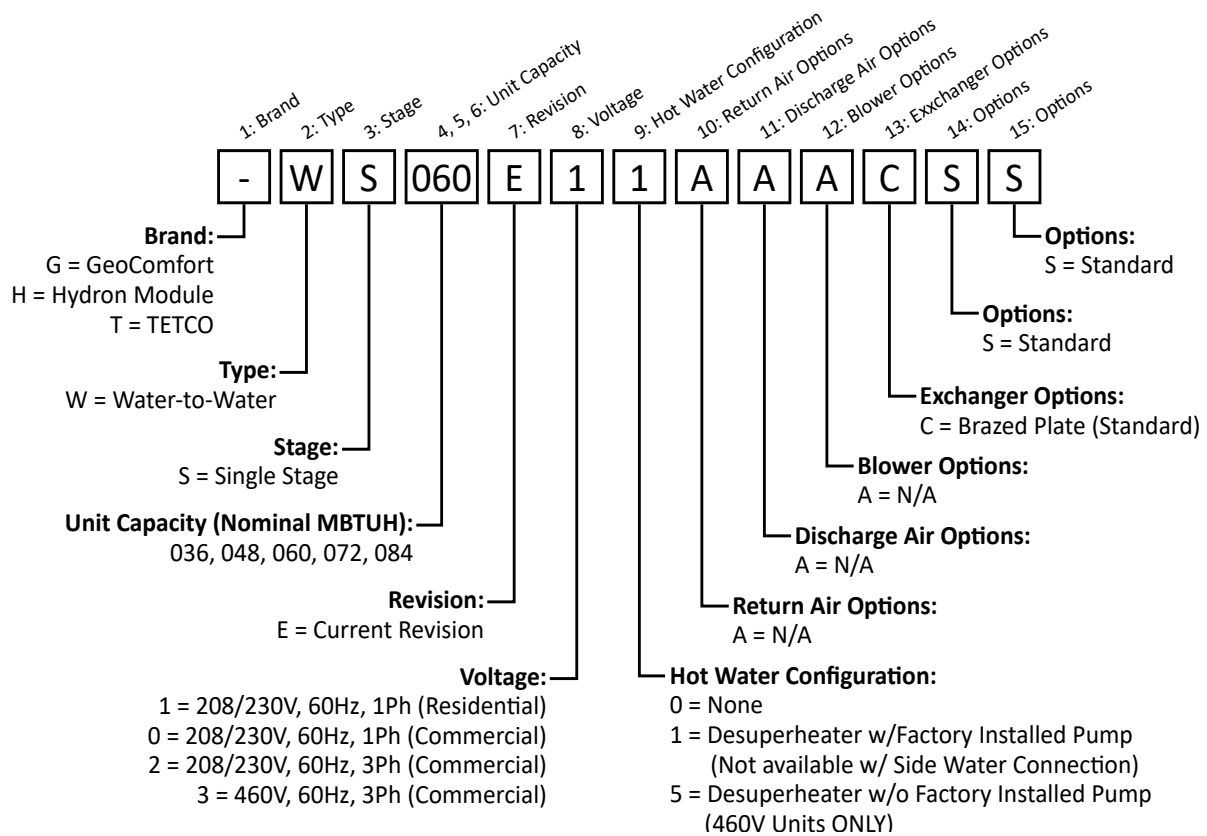 1: Brand
2: Type
3: Stage
4, 5, 6: Unit Capacity
7: Revision
8: Voltage
9: Hot Water Configuration
10: Return Air Options
11: Discharge Air Options
12: Blower Options
13: Exxchanger Options
14: Options
15: Options
- W S 060 E 1 1 A A A C S S
Brand:
G = GeoComfort
H = Hydron Module
T = TETCO
Type:
W = Water-to-Water
Stage:
S = Single Stage
Unit Capacity (Nominal MBTUH):
036, 048, 060, 072, 084
Revision:
E = Current Revision
Voltage:
1 = 208/230V, 60Hz, 1Ph (Residential)
0 = 208/230V, 60Hz, 1Ph (Commercial)
2 = 208/230V, 60Hz, 3Ph (Commercial)
3 = 460V, 60Hz, 3Ph (Commercial)
Options:
S = Standard
Options:
S = Standard
Exchanger Options:
C = Brazed Plate (Standard)
Blower Options:
A = N/A
Discharge Air Options:
A = N/A
Return Air Options:
A = N/A
Hot Water Configuration:
0 = None
1 = Desuperheater w/Factory Installed Pump
(Not available w/ Side Water Connection)
5 = Desuperheater w/o Factory Installed Pump
(460V Units ONLY)